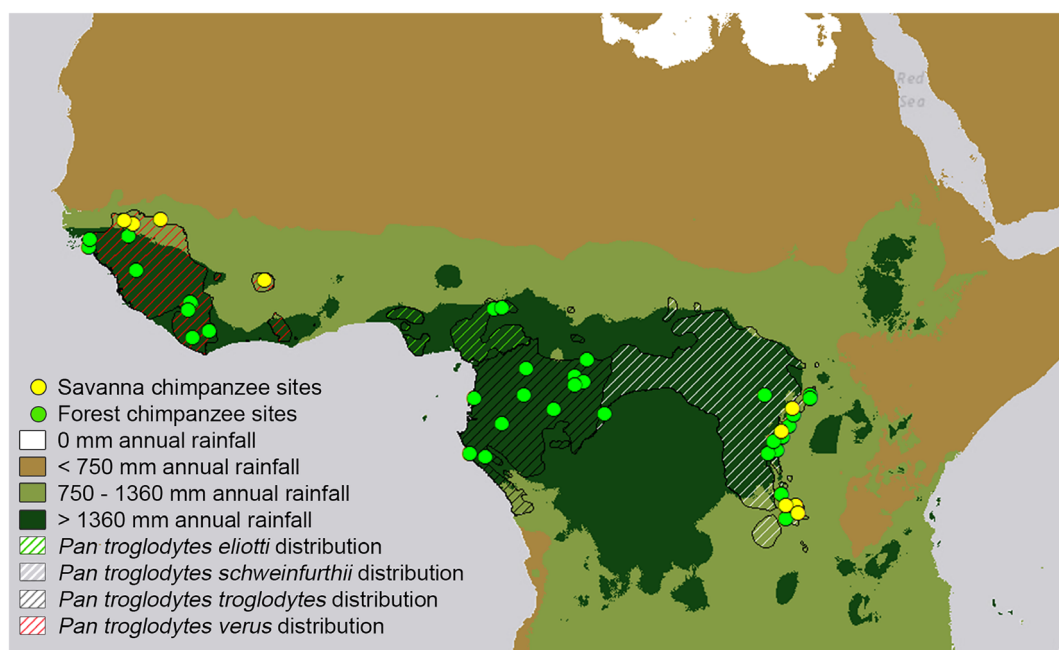 Red
Sea
Savanna chimpanzee sites
Forest chimpanzee sites
0 mm annual rainfall
< 750 mm annual rainfall
750 - 1360 mm annual rainfall
> 1360 mm annual rainfall
Pan troglodytes eliotti distribution
Pan troglodytes schweinfurthii distribution
Pan troglodytes troglodytes distribution
Pan troglodytes verus distribution